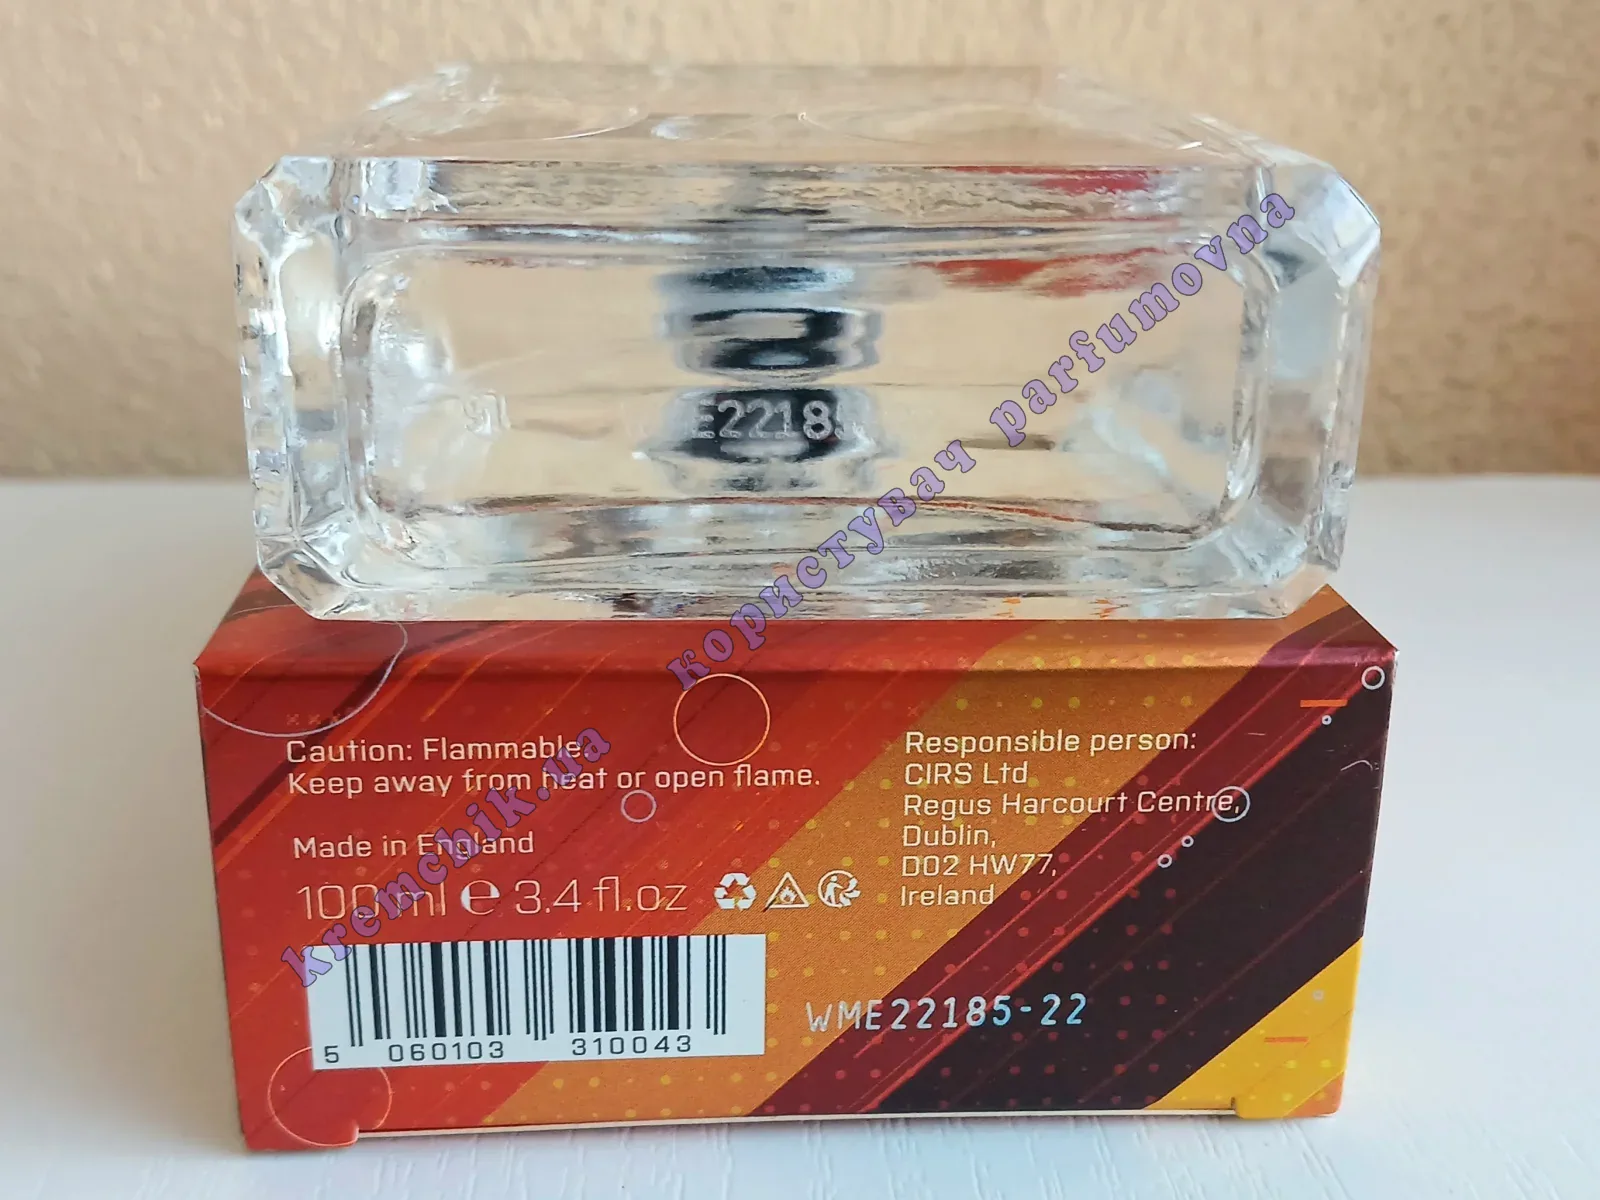 WME22185
Caution: Flammable.
Keep away from heat or open flame.
Made in England
100ml e 3.4 fl.oz
Responsible person:
CIRS Ltd
Regus Harcourt Centre,
Dublin,
D02 HW77,
Ireland
5 060103 310043
WME22185-22
kremchik.ua користувач parfumovna